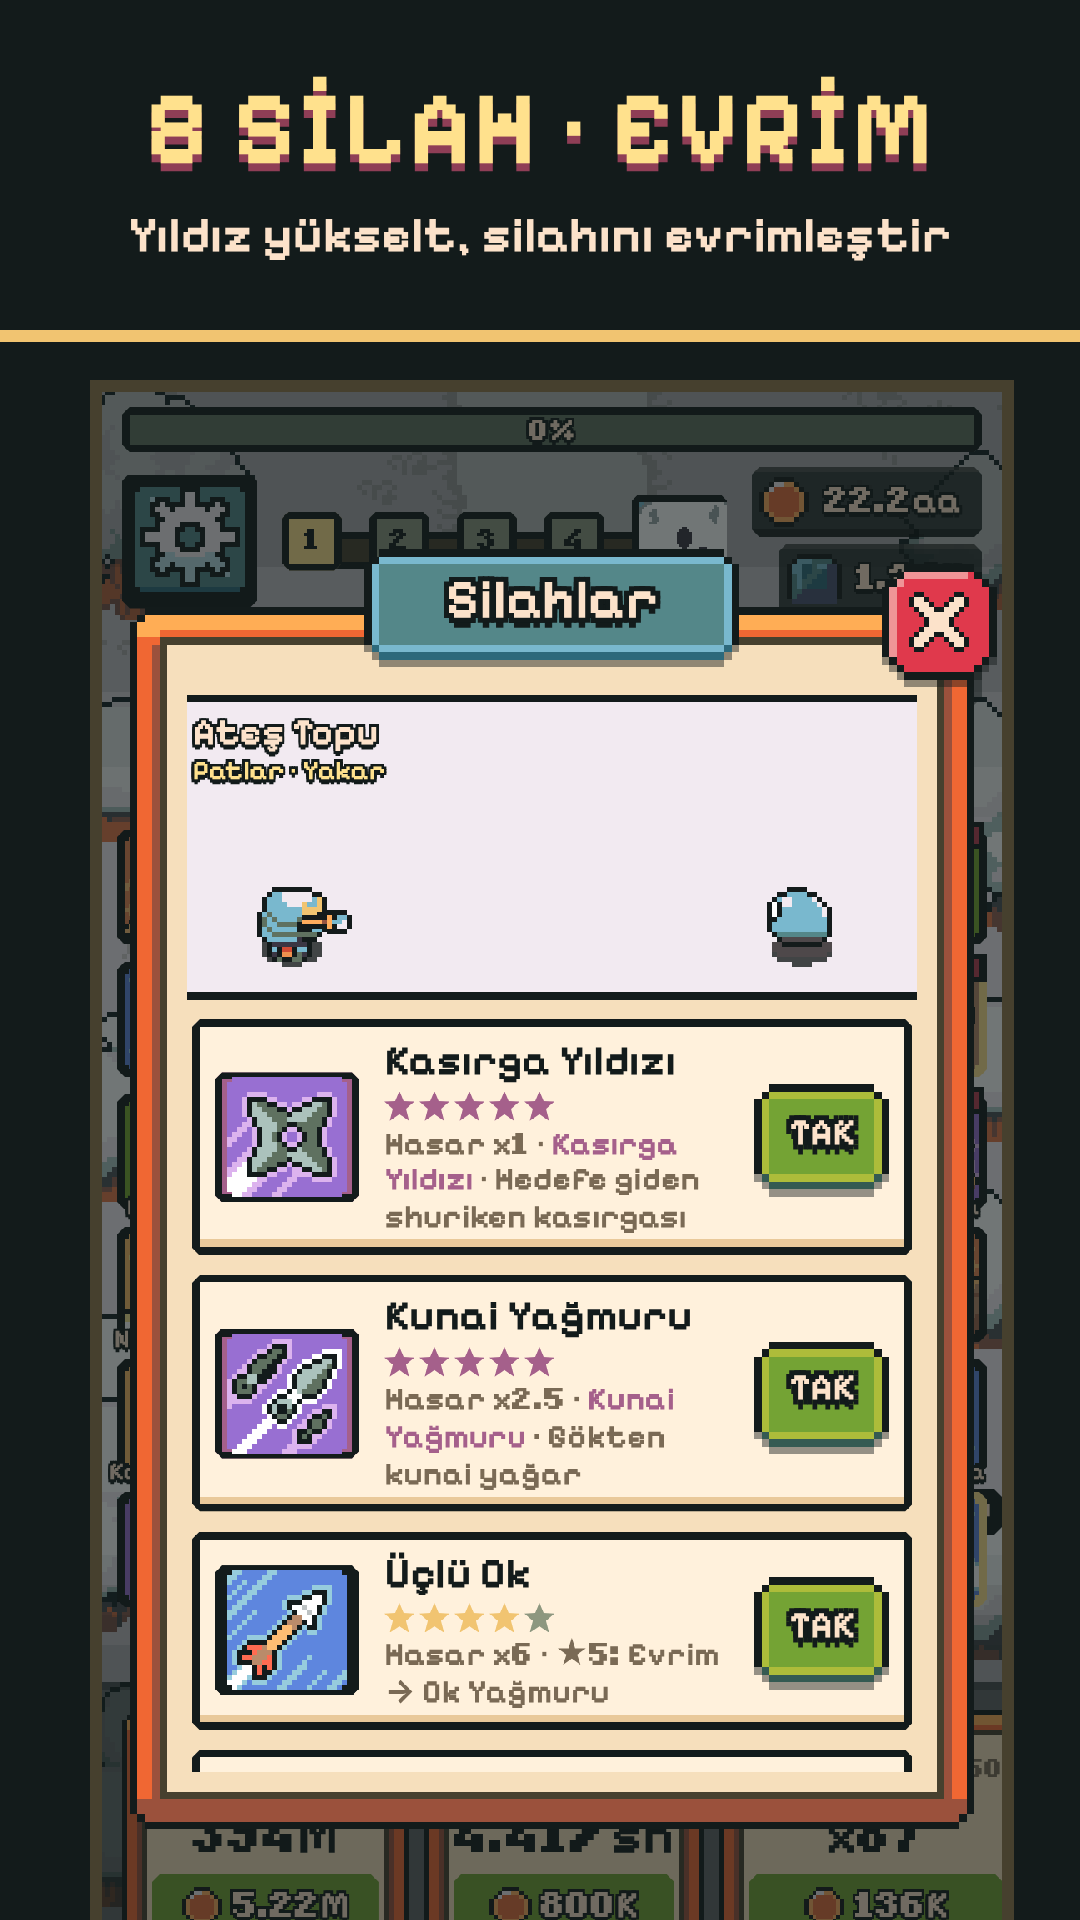 8 SİLAH · EVRİM
Yıldız yükselt, silahını evrimleştir
0%
22.2aa
1
2
3
4
Silahlar
Ateş Topu
Patlar · Yakar
Kasırga Yıldızı
★★★★★
Hasar x1 · Kasırga
Yıldızı · Hedefe giden
shuriken kasırgası
TAK
Kunai Yağmuru
★★★★★
Hasar x2.5 · Kunai
Yağmuru · Gökten
kunai yağar
TAK
Üçlü Ok
★★★★★
Hasar x6 · ★5: Evrim
→ Ok Yağmuru
TAK
5.22M
800K
136K